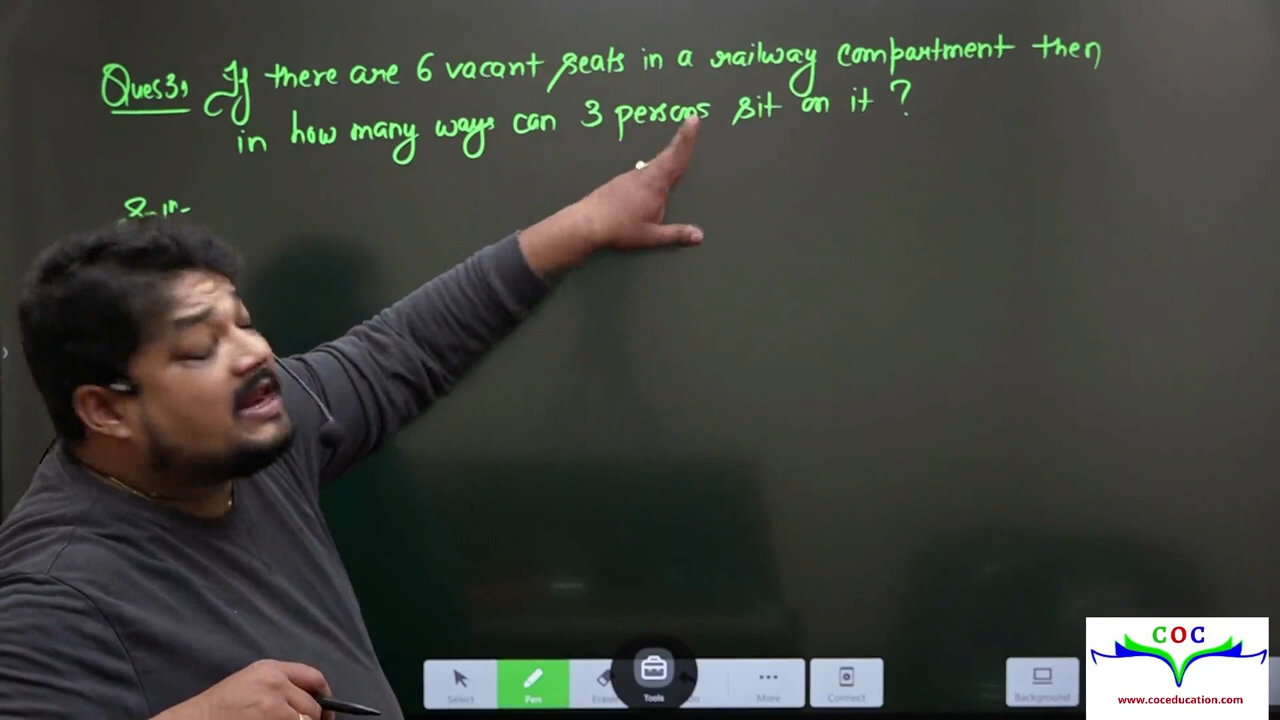 Ques3, If there are 6 vacant seats in a railway compartment then
in how many ways can 3 persons sit on it ?
Select
Pen
Tools
More
Connect
Background
COC
www.coceducation.com